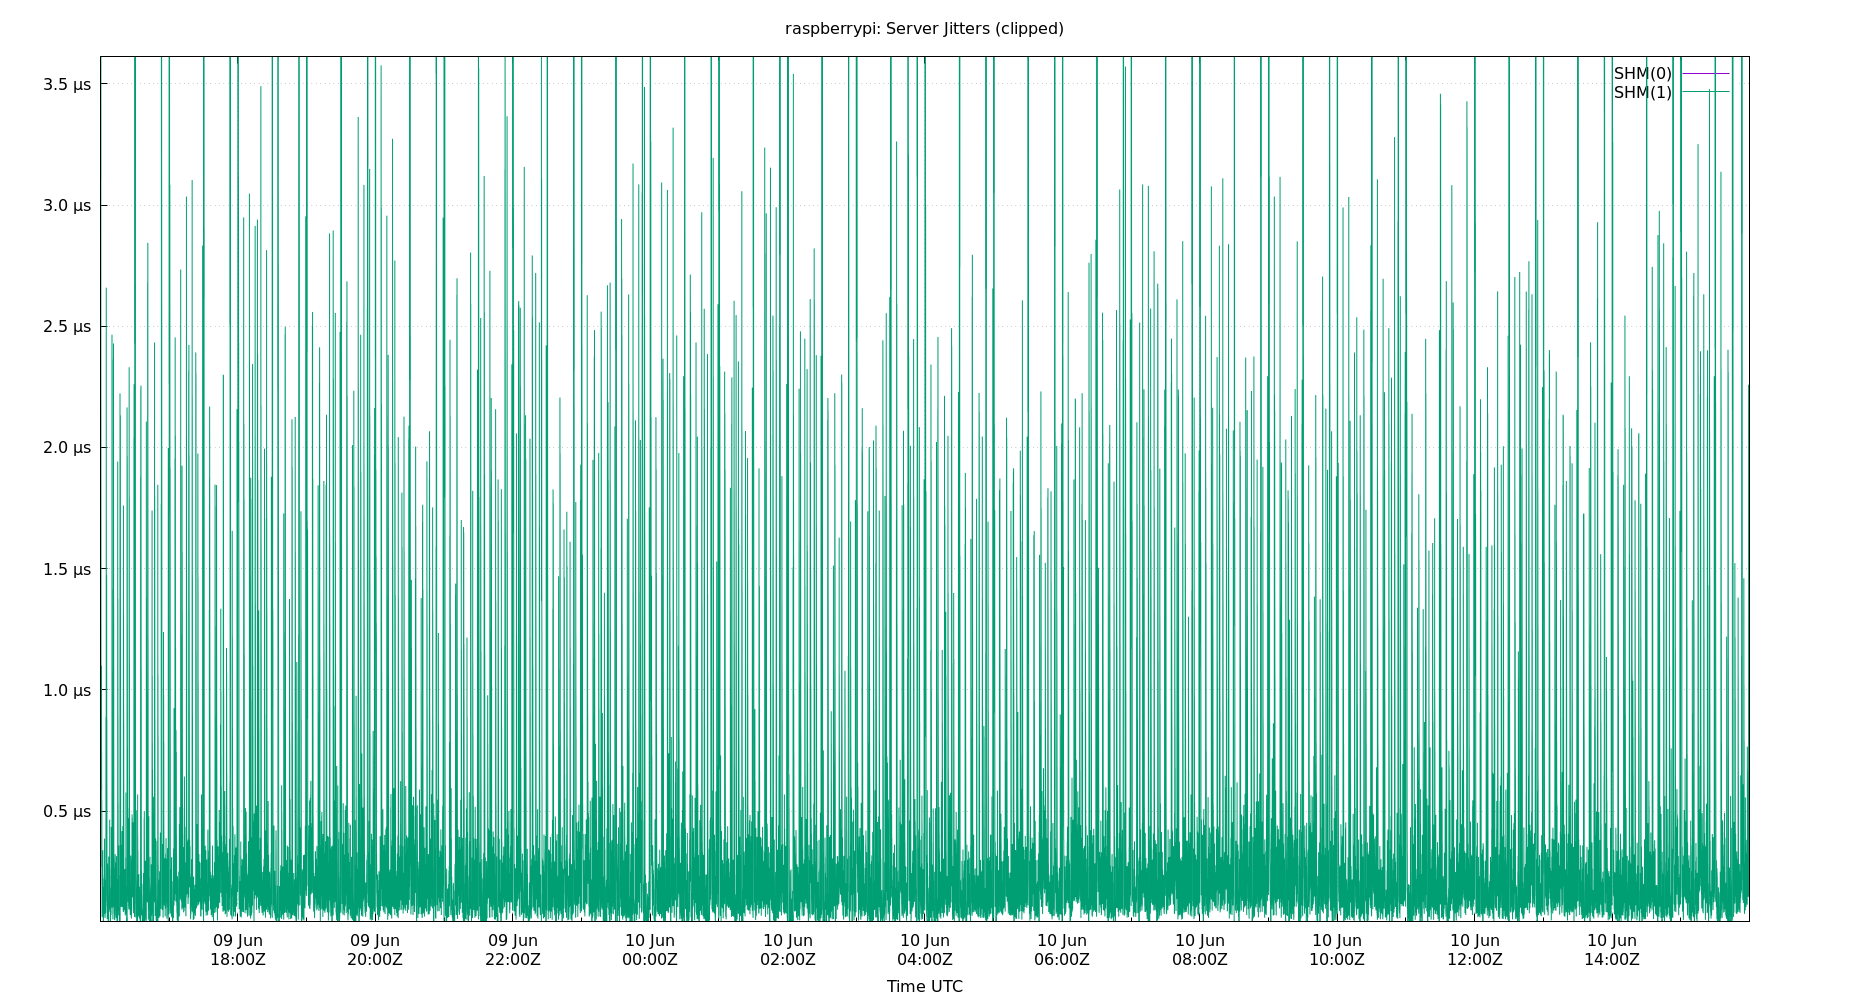 raspberrypi: Server Jitters (clipped)
SHM(0)
SHM(1)
3.5 µs
3.0 µs
2.5 µs
2.0 µs
1.5 µs
1.0 µs
0.5 µs
09 Jun 09 Jun 09 Jun 10 Jun 10 Jun 10 Jun 10 Jun 10 Jun 10 Jun 10 Jun 10 Jun
18:00Z 20:00Z 22:00Z 00:00Z 02:00Z 04:00Z 06:00Z 08:00Z 10:00Z 12:00Z 14:00Z
Time UTC